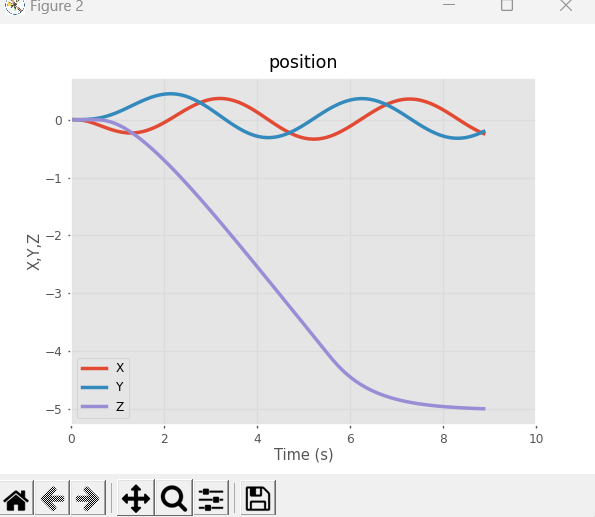 Figure 2
position
0
−1
−2
−3
−4
−5
X,Y,Z
X
Y
Z
0 2 4 6 8 10
Time (s)